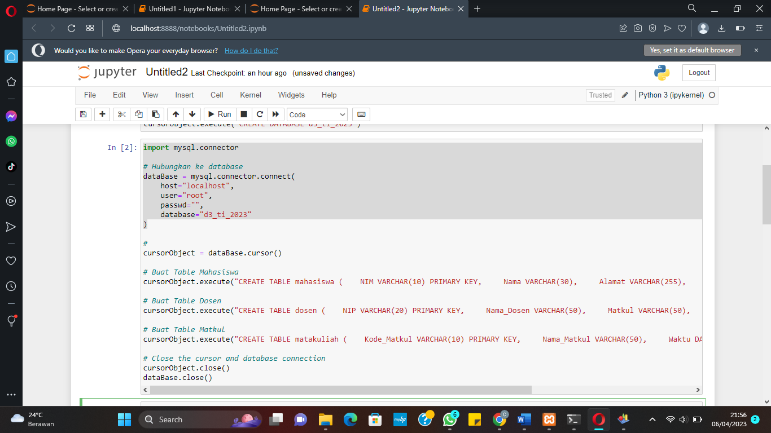 Home Page - Select or cre
Untitled1 - Jupyter Notebo
Home Page - Select or cre
Untitled2 - Jupyter Notebo
localhost:8888/notebooks/Untitled2.ipynb
Would you like to make Opera your everyday browser? How do I do that?
Yes, set as default browser
jupyter Untitled2 Last Checkpoint: an hour ago (unsaved changes)
Logout
File Edit View Insert Cell Kernel Widgets Help
Trusted
Python 3 (ipykernel)
Run
Code
cursorObject.execute("CREATE DATABASE d3_ti_2023")
In [2]: import mysql.connector
# Hubungkan ke database
dataBase = mysql.connector.connect(
host="localhost",
user="root",
passwd="",
database="d3_ti_2023"
)
#
cursorObject = dataBase.cursor()
# Buat Table Mahasiswa
cursorObject.execute("CREATE TABLE mahasiswa ( NIM VARCHAR(10) PRIMARY KEY, Nama VARCHAR(30), Alamat VARCHAR(255),
# Buat Table Dosen
cursorObject.execute("CREATE TABLE dosen ( NIP VARCHAR(20) PRIMARY KEY, Nama_Dosen VARCHAR(50), Matkul VARCHAR(50),
# Buat Table Matkul
cursorObject.execute("CREATE TABLE matakuliah ( Kode_Matkul VARCHAR(10) PRIMARY KEY, Nama_Matkul VARCHAR(50), Waktu DA
# Close the cursor and database connection
cursorObject.close()
dataBase.close()
24°C
Berawan
Search
21:56
08/04/2023